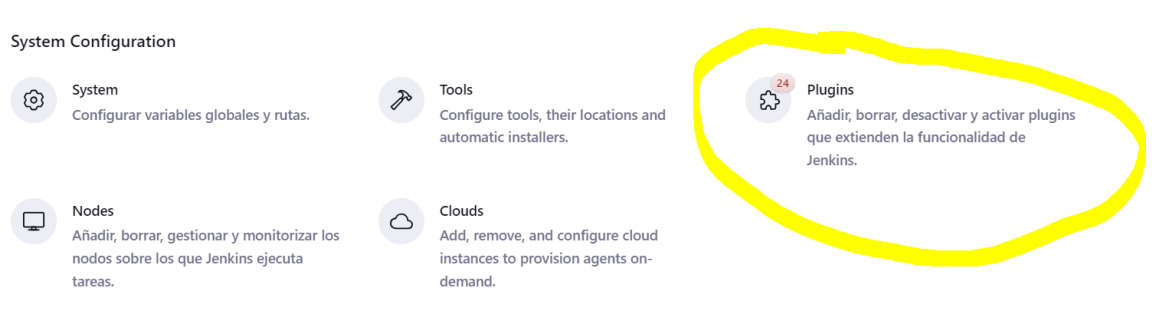 System Configuration
System
Configurar variables globales y rutas.
Tools
Configure tools, their locations and
automatic installers.
24
Plugins
Añadir, borrar, desactivar y activar plugins
que extienden la funcionalidad de
Jenkins.
Nodes
Añadir, borrar, gestionar y monitorizar los
nodos sobre los que Jenkins ejecuta
tareas.
Clouds
Add, remove, and configure cloud
instances to provision agents on-
demand.